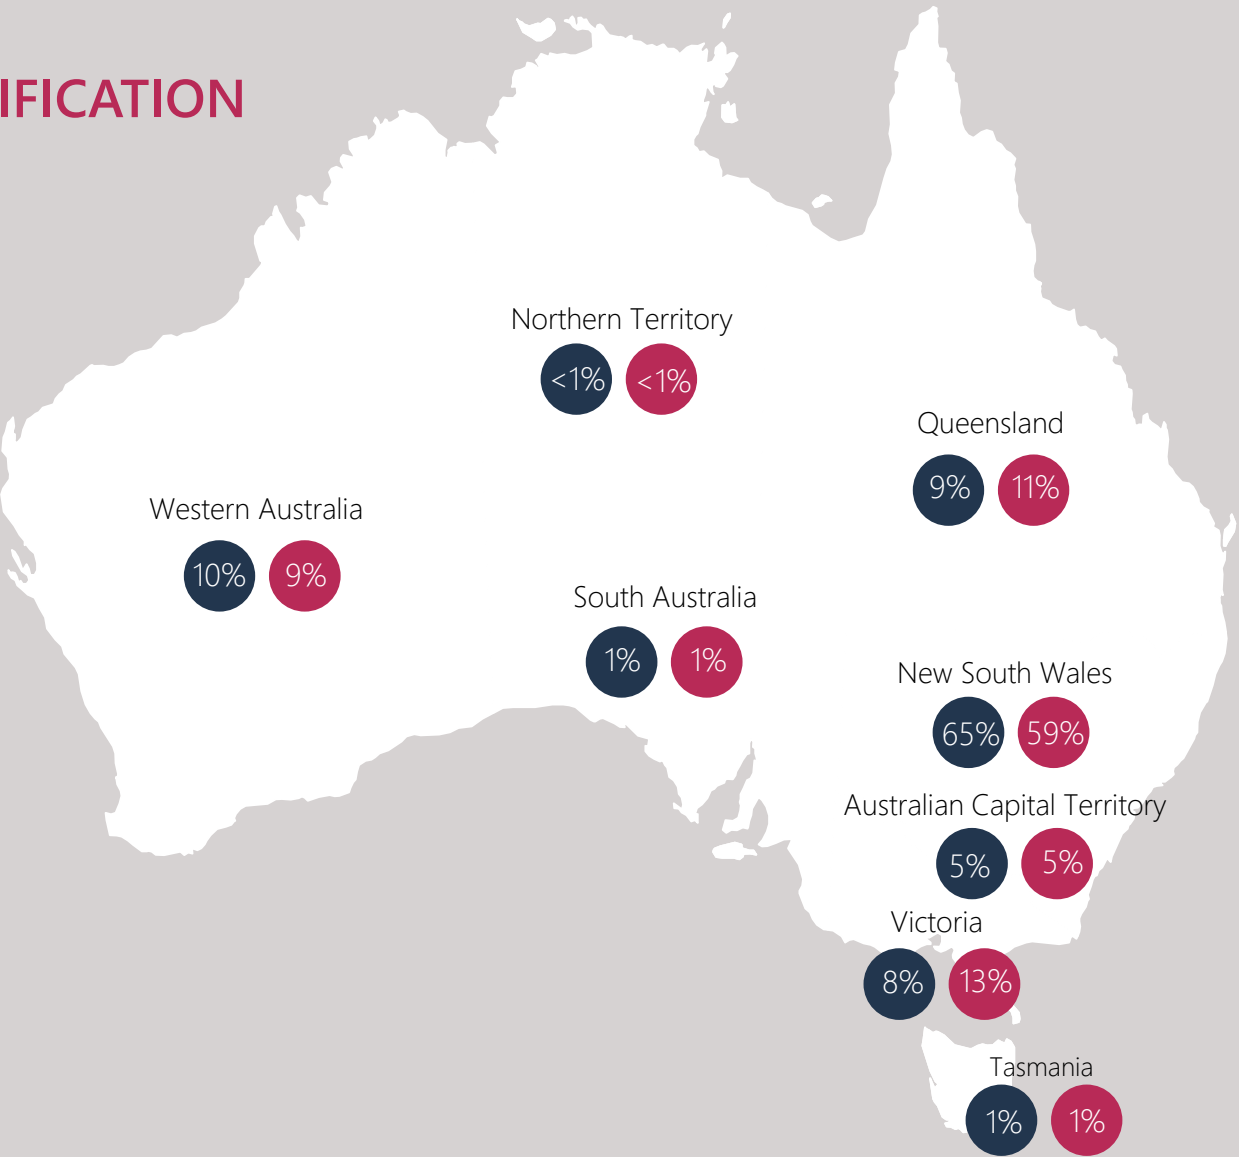 IFICATION
Northern Territory
<1% <1%
Queensland
9% 11%
Western Australia
10% 9%
South Australia
1% 1%
New South Wales
65% 59%
Australian Capital Territory
5% 5%
Victoria
8% 13%
Tasmania
1% 1%